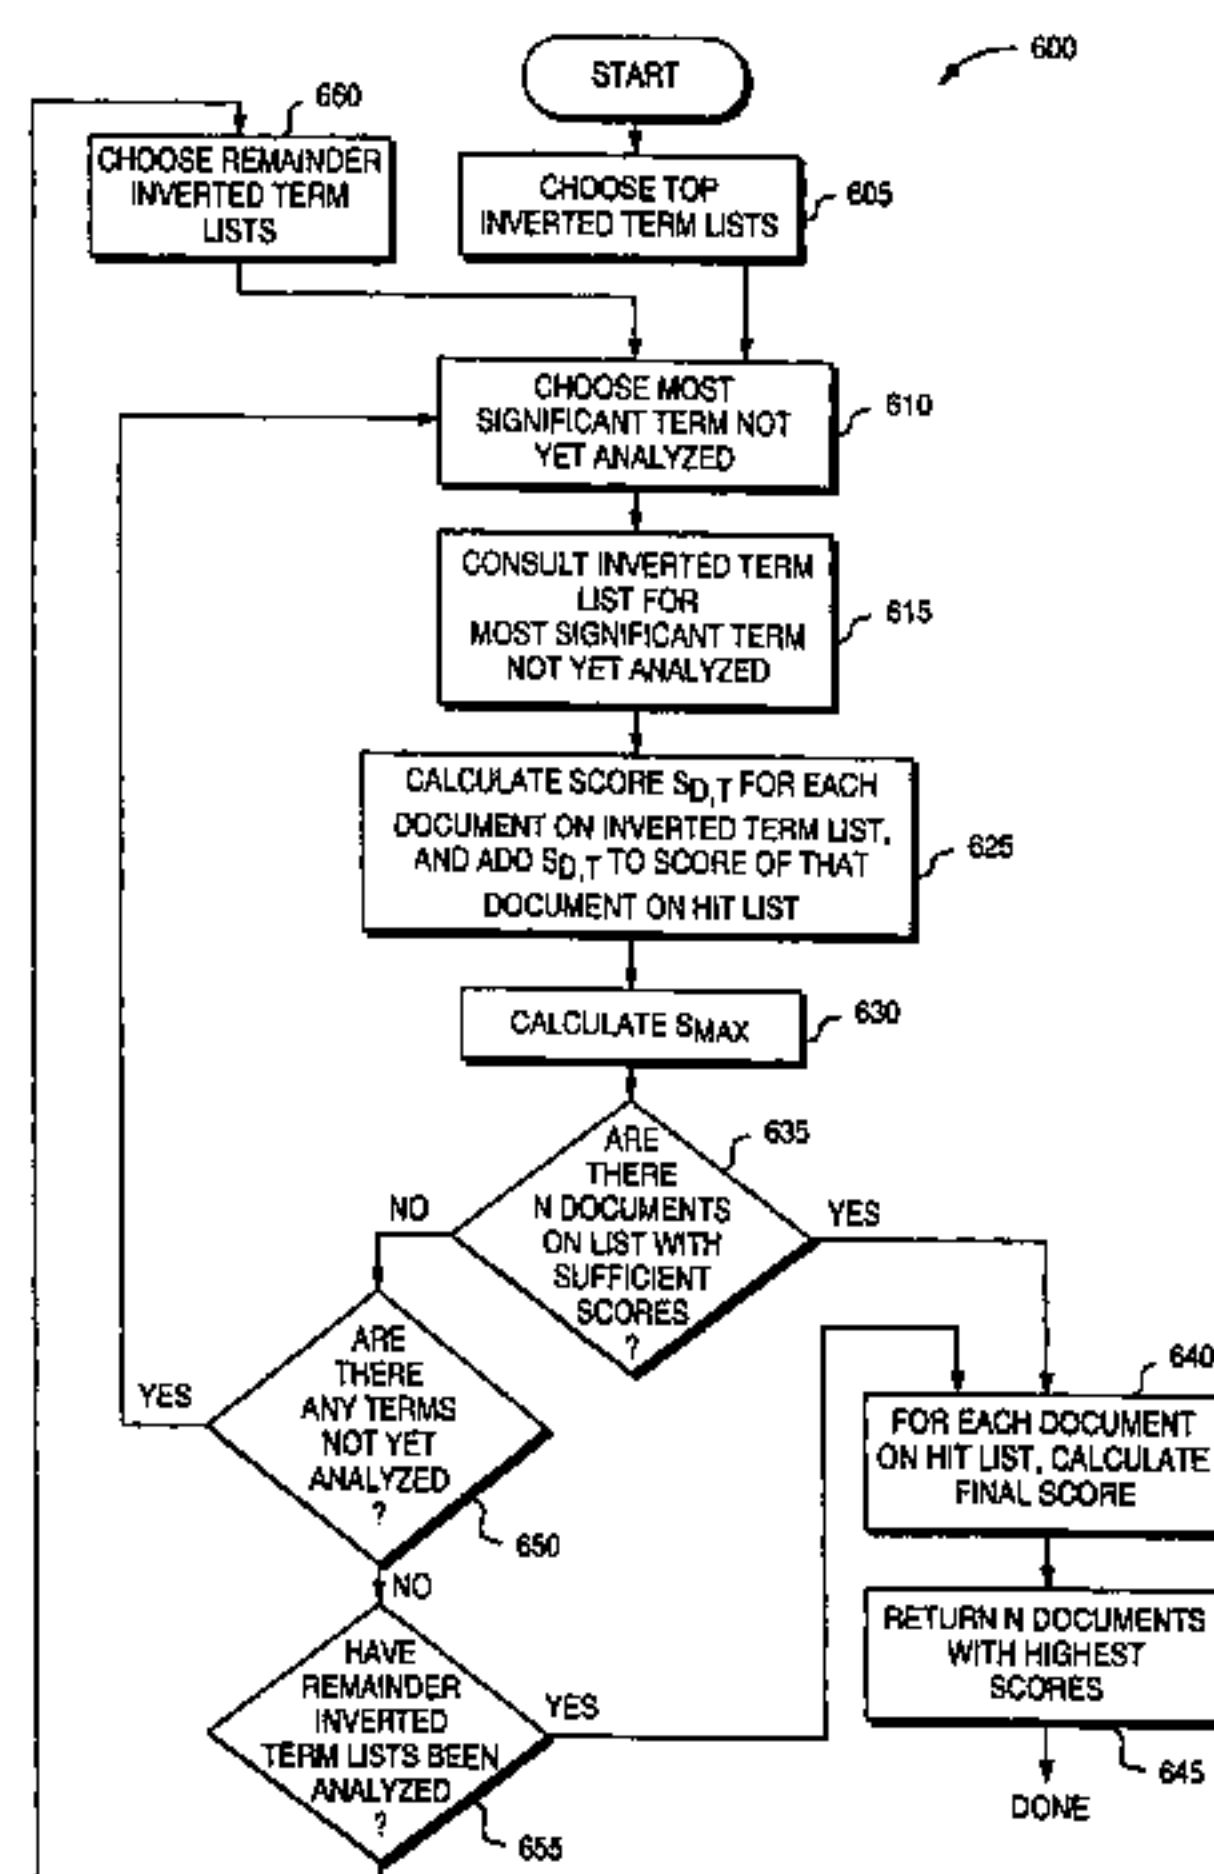 600
START
660
CHOOSE REMAINDER
INVERTED TERM
LISTS
CHOOSE TOP
INVERTED TERM LISTS
605
CHOOSE MOST
SIGNIFICANT TERM NOT
YET ANALYZED
610
CONSULT INVERTED TERM
LIST FOR
MOST SIGNIFICANT TERM
NOT YET ANALYZED
615
CALCULATE SCORE SD,T FOR EACH
DOCUMENT ON INVERTED TERM LIST,
AND ADD SD,T TO SCORE OF THAT
DOCUMENT ON HIT LIST
625
CALCULATE SMAX
630
ARE
THERE
N DOCUMENTS
ON LIST WITH
SUFFICIENT
SCORES
?
635
NO
YES
ARE
THERE
ANY TERMS
NOT YET
ANALYZED
?
YES
650
NO
640
FOR EACH DOCUMENT
ON HIT LIST, CALCULATE
FINAL SCORE
RETURN N DOCUMENTS
WITH HIGHEST
SCORES
645
DONE
HAVE
REMAINDER
INVERTED
TERM LISTS BEEN
ANALYZED
?
YES
655